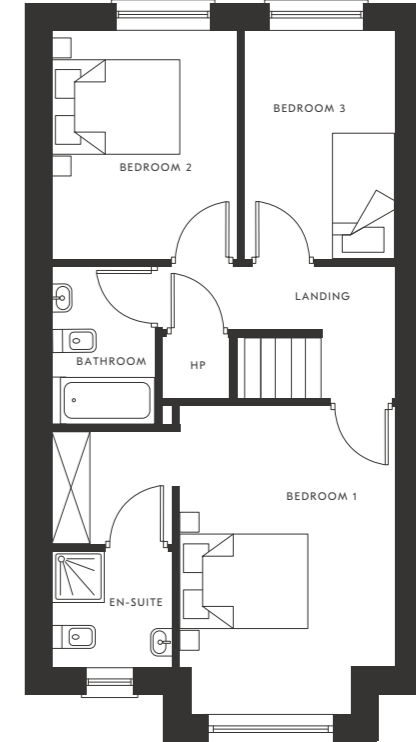 BEDROOM 3
BEDROOM 2
LANDING
BATHROOM
HP
BEDROOM 1
EN-SUITE